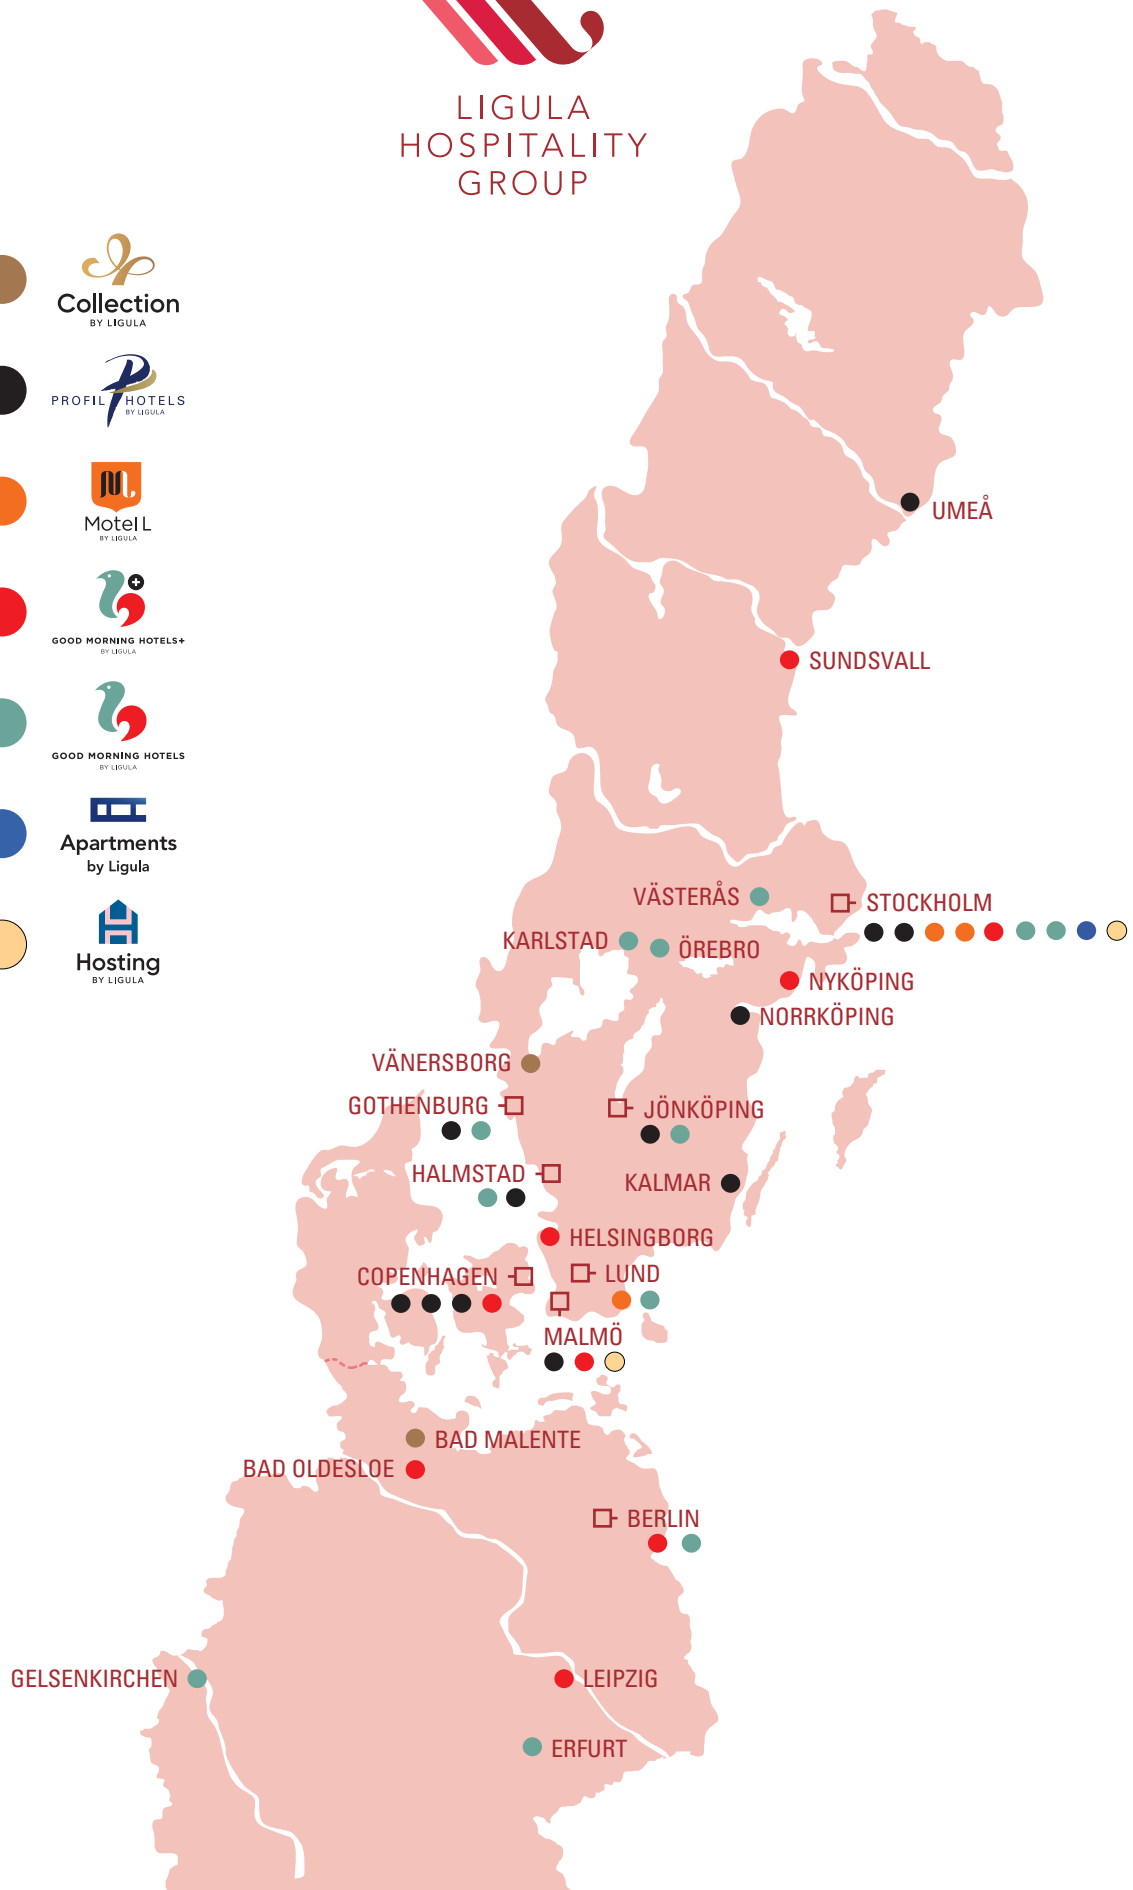 LIGULA
HOSPITALITY
GROUP
Collection
BY LIGULA
PROFIL HOTELS
BY LIGULA
ML
Motel L
BY LIGULA
GOOD MORNING HOTELS+
BY LIGULA
GOOD MORNING HOTELS
BY LIGULA
Apartments
by Ligula
H
Hosting
BY LIGULA
UMEÅ
SUNDSVALL
VÄSTERÅS
STOCKHOLM
KARLSTAD
ÖREBRO
NYKÖPING
NORRKÖPING
VÄNERSBORG
GOTHENBURG
JÖNKÖPING
HALMSTAD
KALMAR
HELSINGBORG
COPENHAGEN
LUND
MALMÖ
BAD MALENTE
BAD OLDESLOE
BERLIN
GELSENKIRCHEN
LEIPZIG
ERFURT